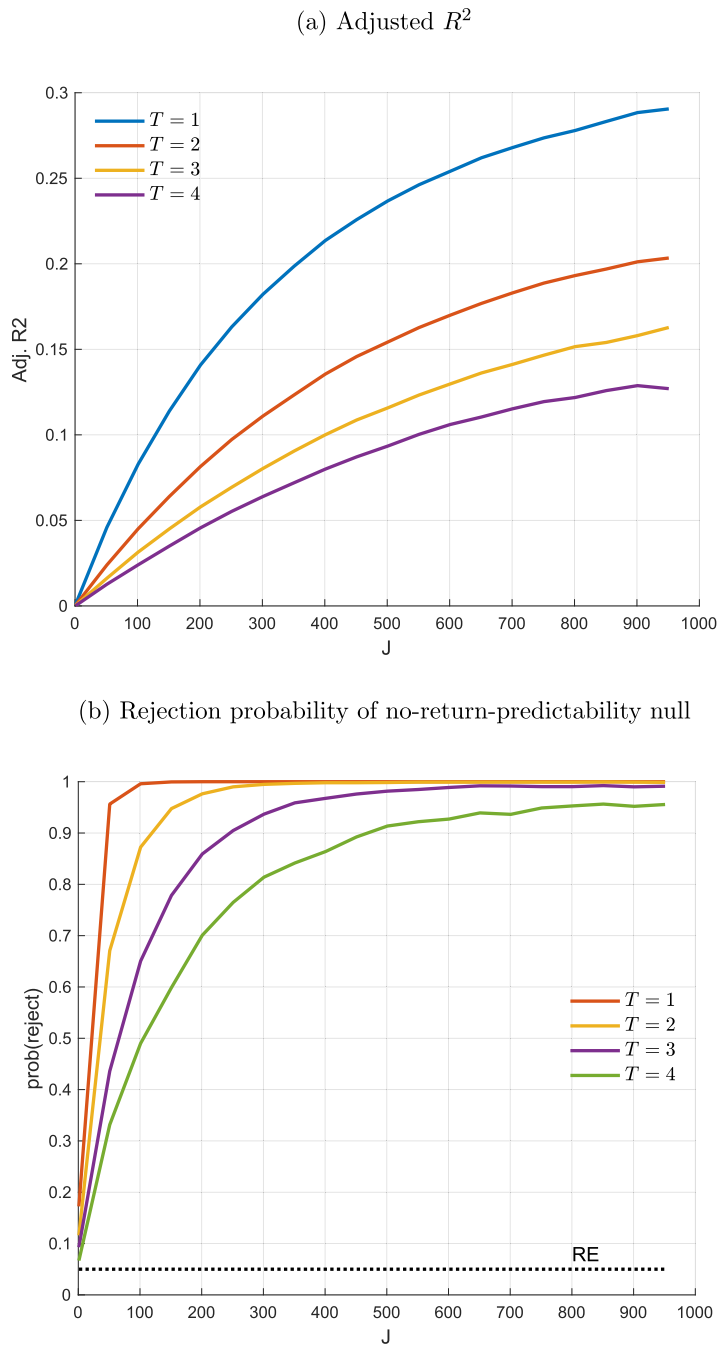 (a) Adjusted R²
0.3
0.25
0.2
0.15
0.1
0.05
0
Adj. R2
T = 1
T = 2
T = 3
T = 4
0 100 200 300 400 500 600 700 800 900 1000
J
(b) Rejection probability of no-return-predictability null
1
0.9
0.8
0.7
0.6
0.5
0.4
0.3
0.2
0.1
0
prob(reject)
T = 1
T = 2
T = 3
T = 4
RE
0 100 200 300 400 500 600 700 800 900 1000
J